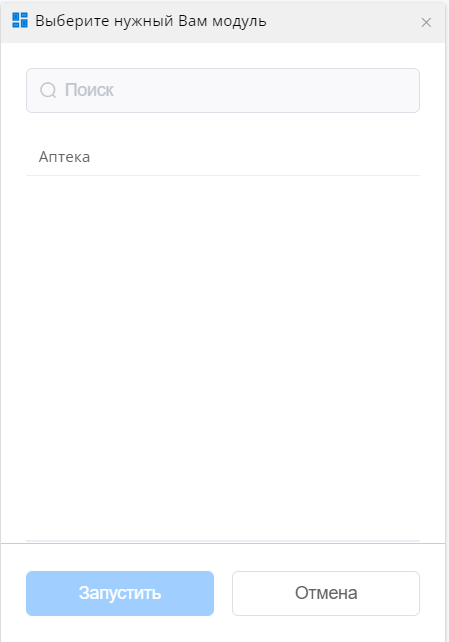 Выберите нужный Вам модуль
Поиск
Аптека
Запустить
Отмена